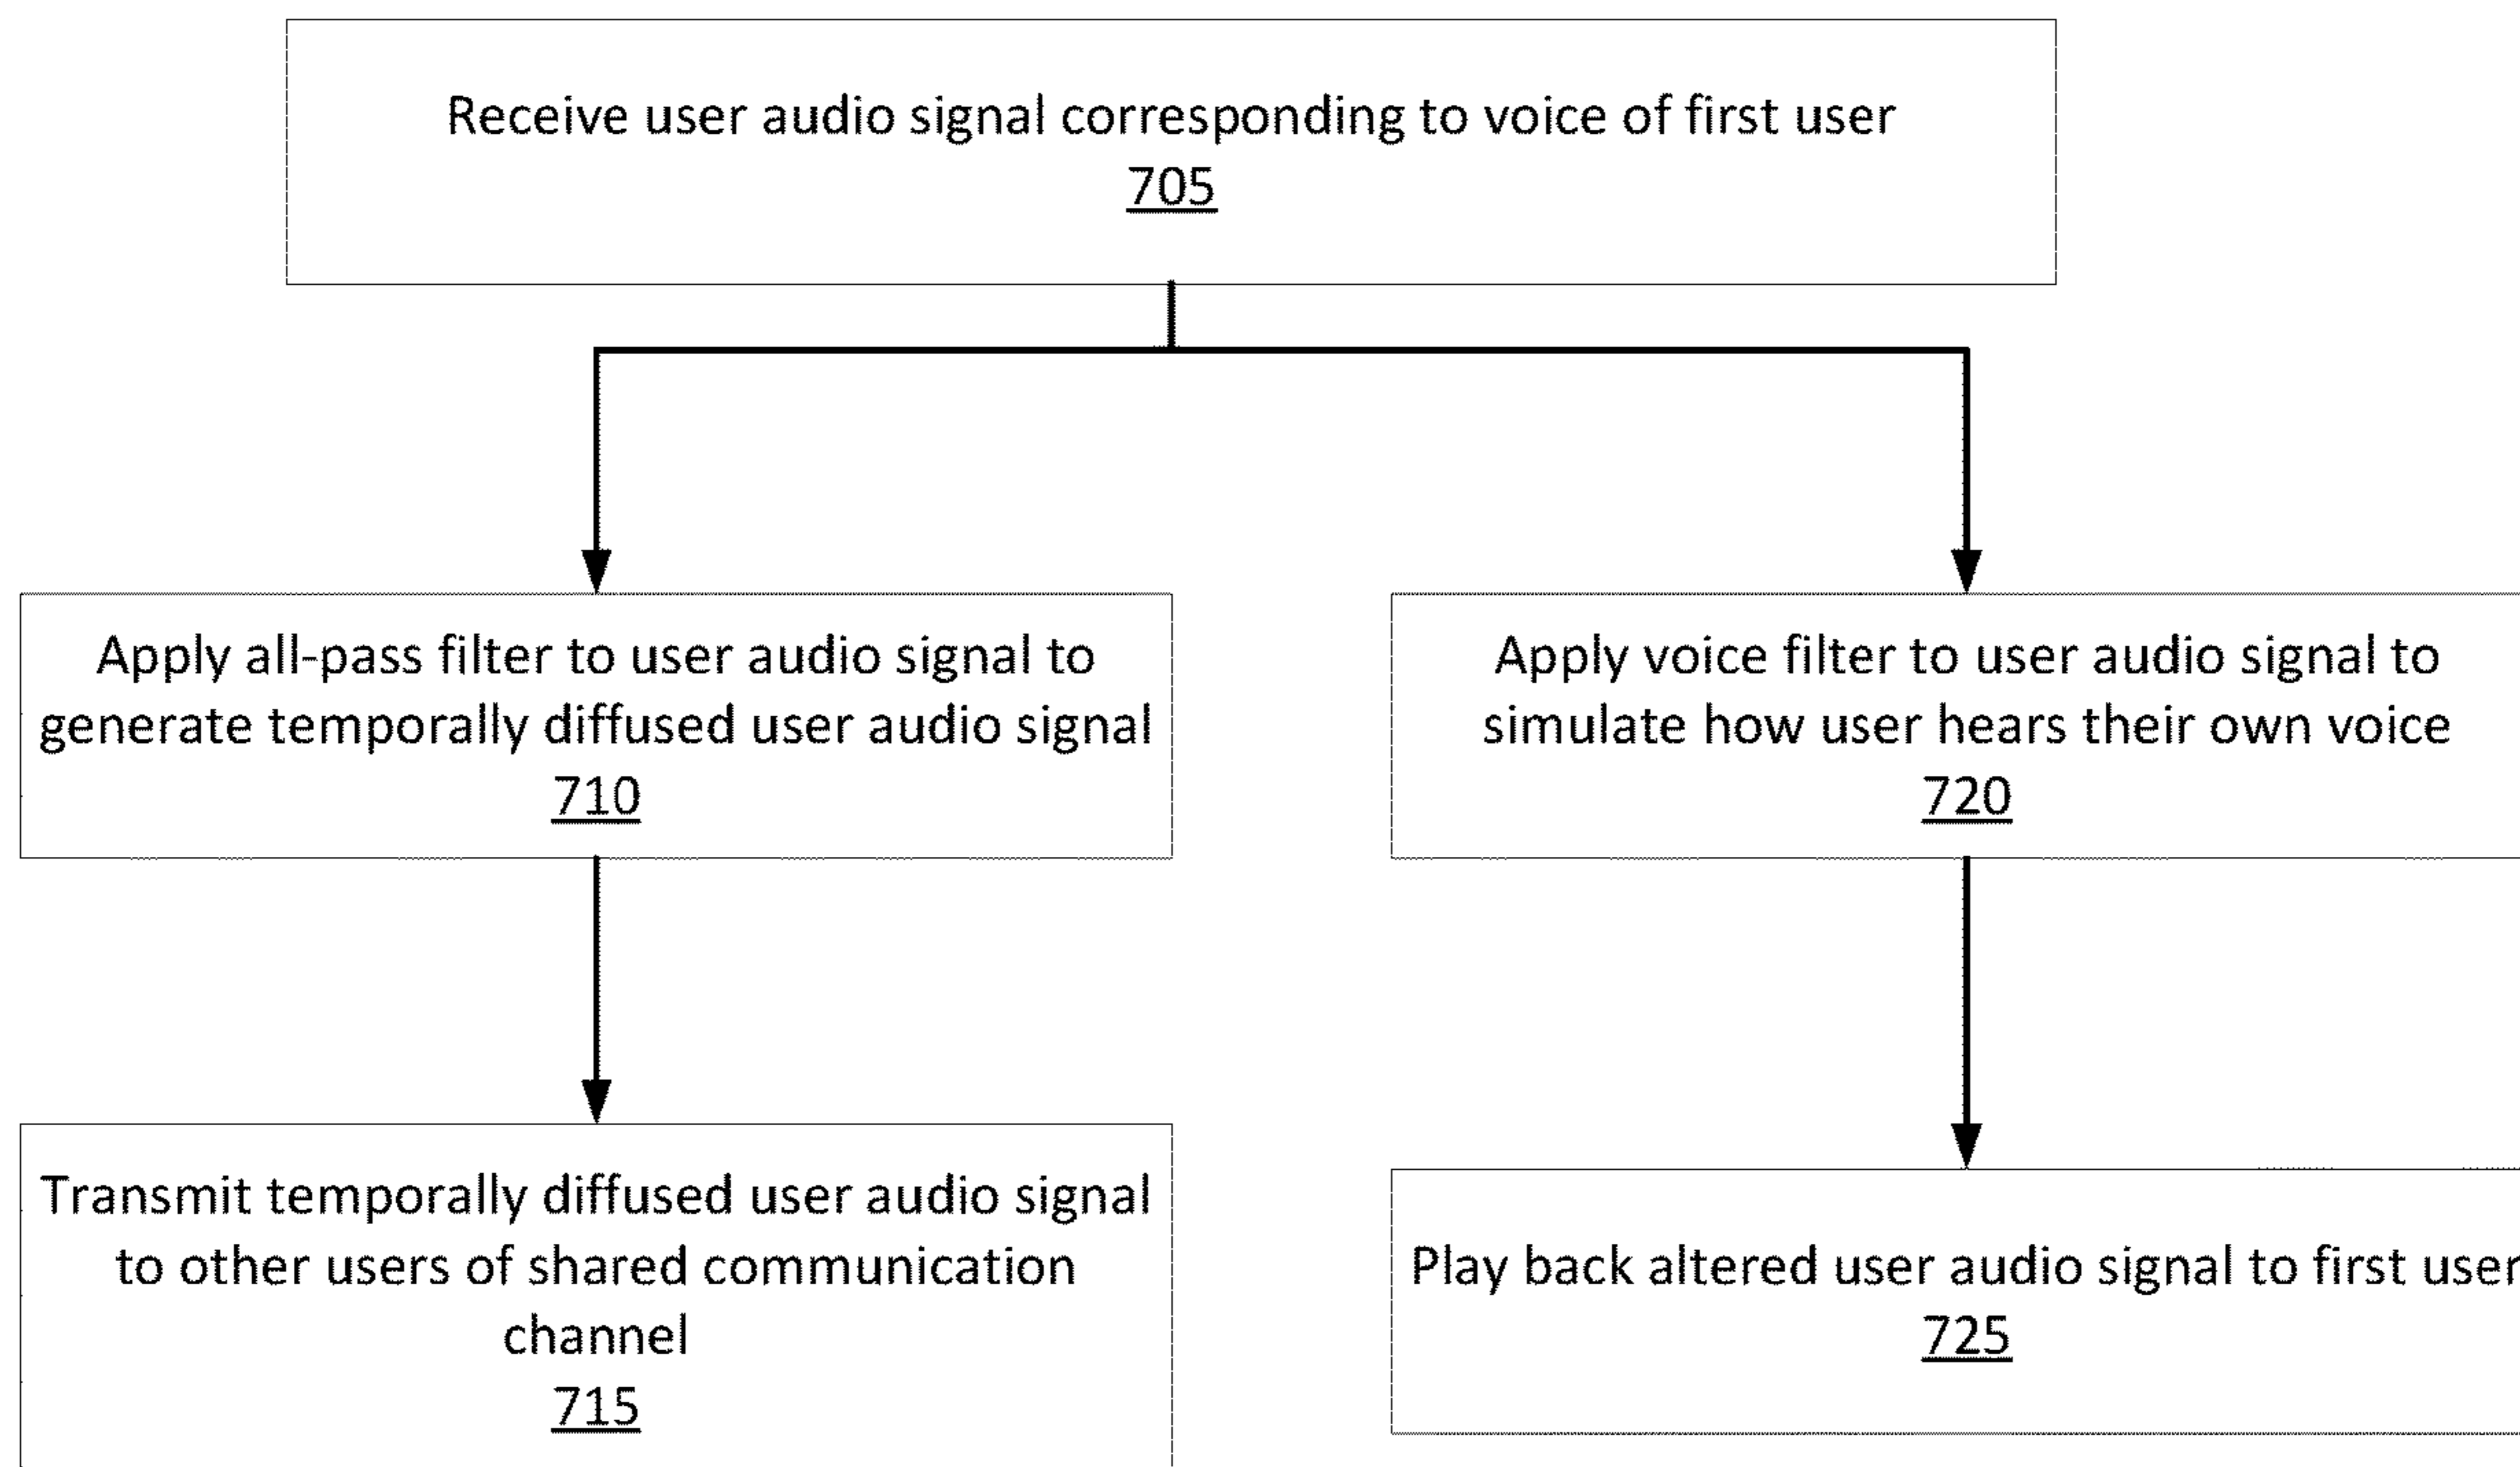 Receive user audio signal corresponding to voice of first user
705
Apply all-pass filter to user audio signal to
generate temporally diffused user audio signal
710
Apply voice filter to user audio signal to
simulate how user hears their own voice
720
Transmit temporally diffused user audio signal
to other users of shared communication
channel
715
Play back altered user audio signal to first user
725